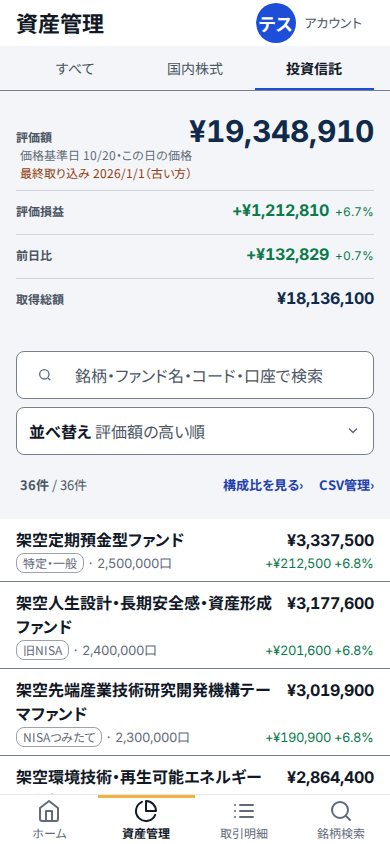 資産管理
テス アカウント
すべて 国内株式 投資信託
評価額 ¥19,348,910
価格基準日 10/20・この日の価格
最終取り込み 2026/1/1（古い方）
評価損益 +¥1,212,810 +6.7%
前日比 +¥132,829 +0.7%
取得総額 ¥18,136,100
銘柄・ファンド名・コード・口座で検索
並べ替え 評価額の高い順
36件 / 36件 構成比を見る› CSV管理›
架空定期預金型ファンド ¥3,337,500
特定・一般 · 2,500,000口 +¥212,500 +6.8%
架空人生設計・長期安全感・資産形成 ¥3,177,600
ファンド
旧NISA · 2,400,000口 +¥201,600 +6.8%
架空先端産業技術研究開発機構テー ¥3,019,900
マファンド
NISAつみたて · 2,300,000口 +¥190,900 +6.8%
架空環境技術・再生可能エネルギー ¥2,864,400
ホーム 資産管理 取引明細 銘柄検索